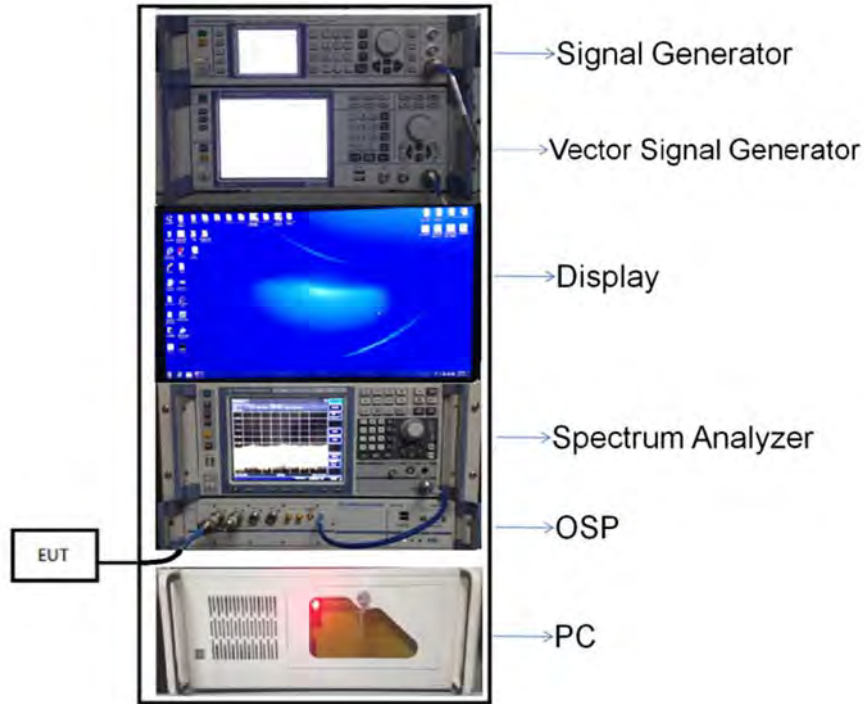 Signal Generator
Vector Signal Generator
Display
Spectrum Analyzer
OSP
EUT
PC